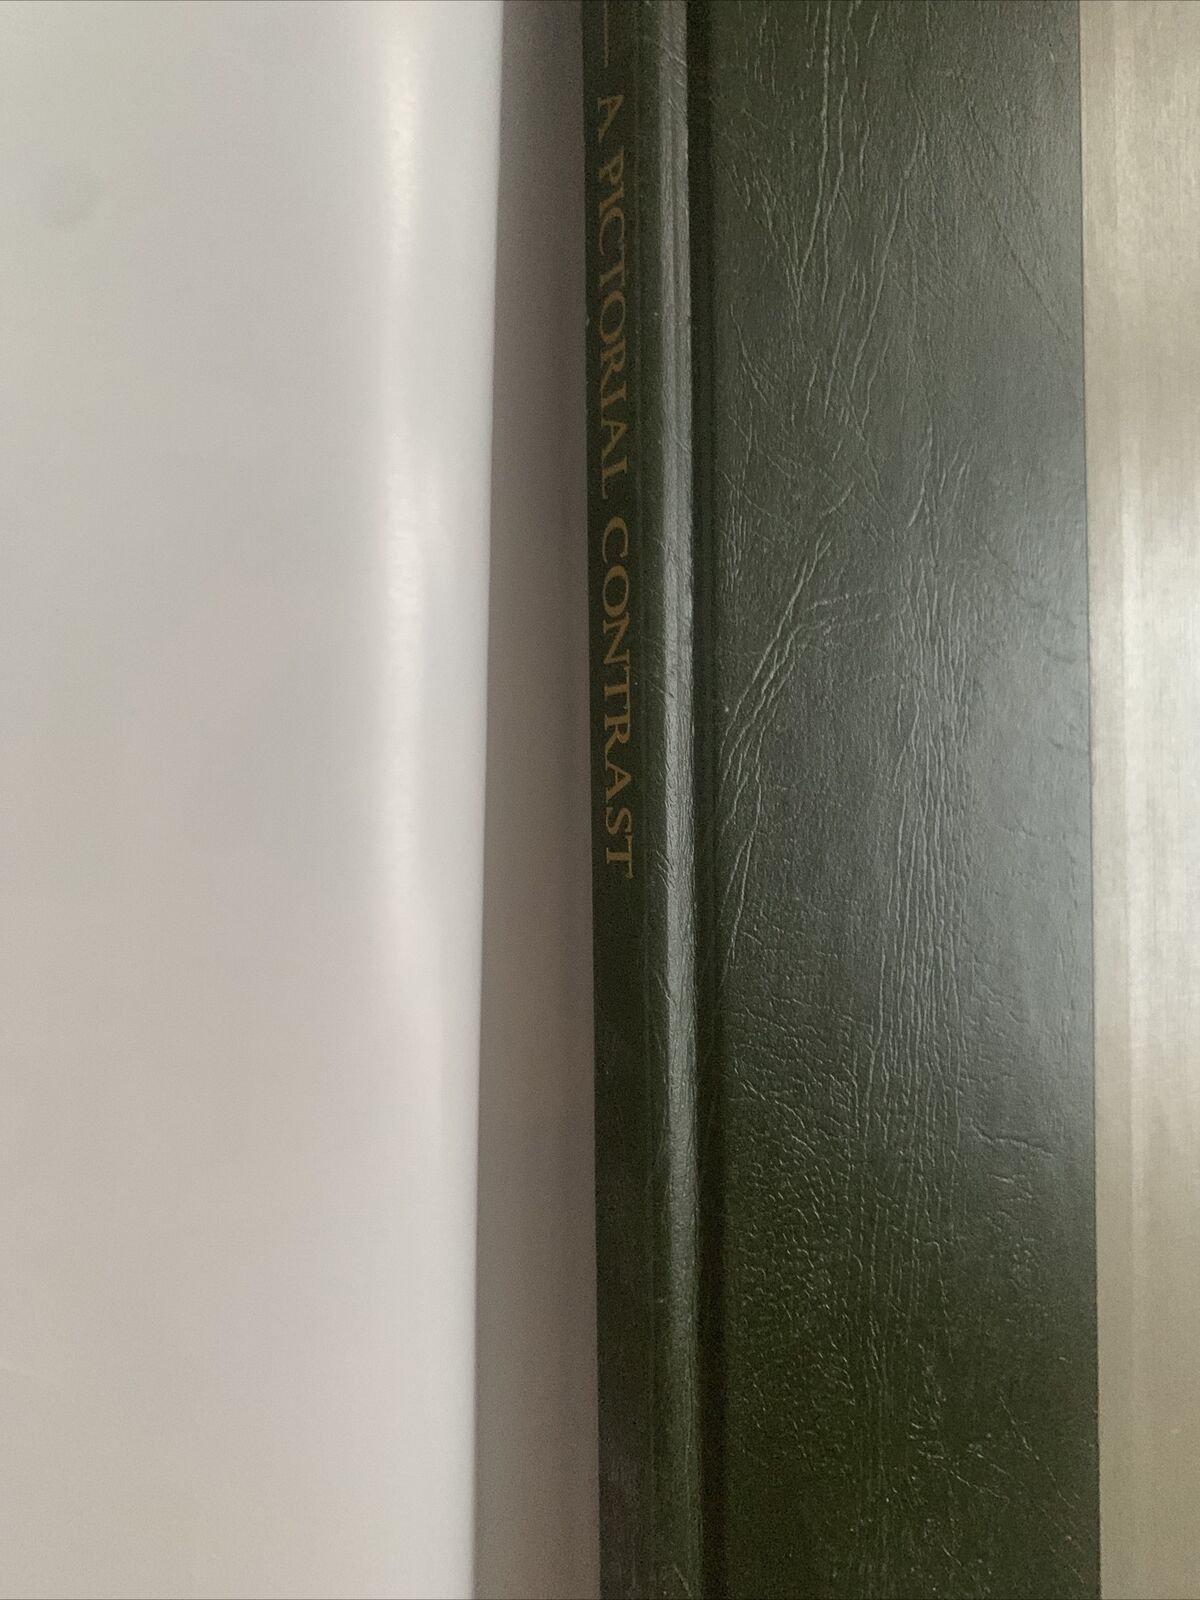 — A PICTORIAL CONTRAST